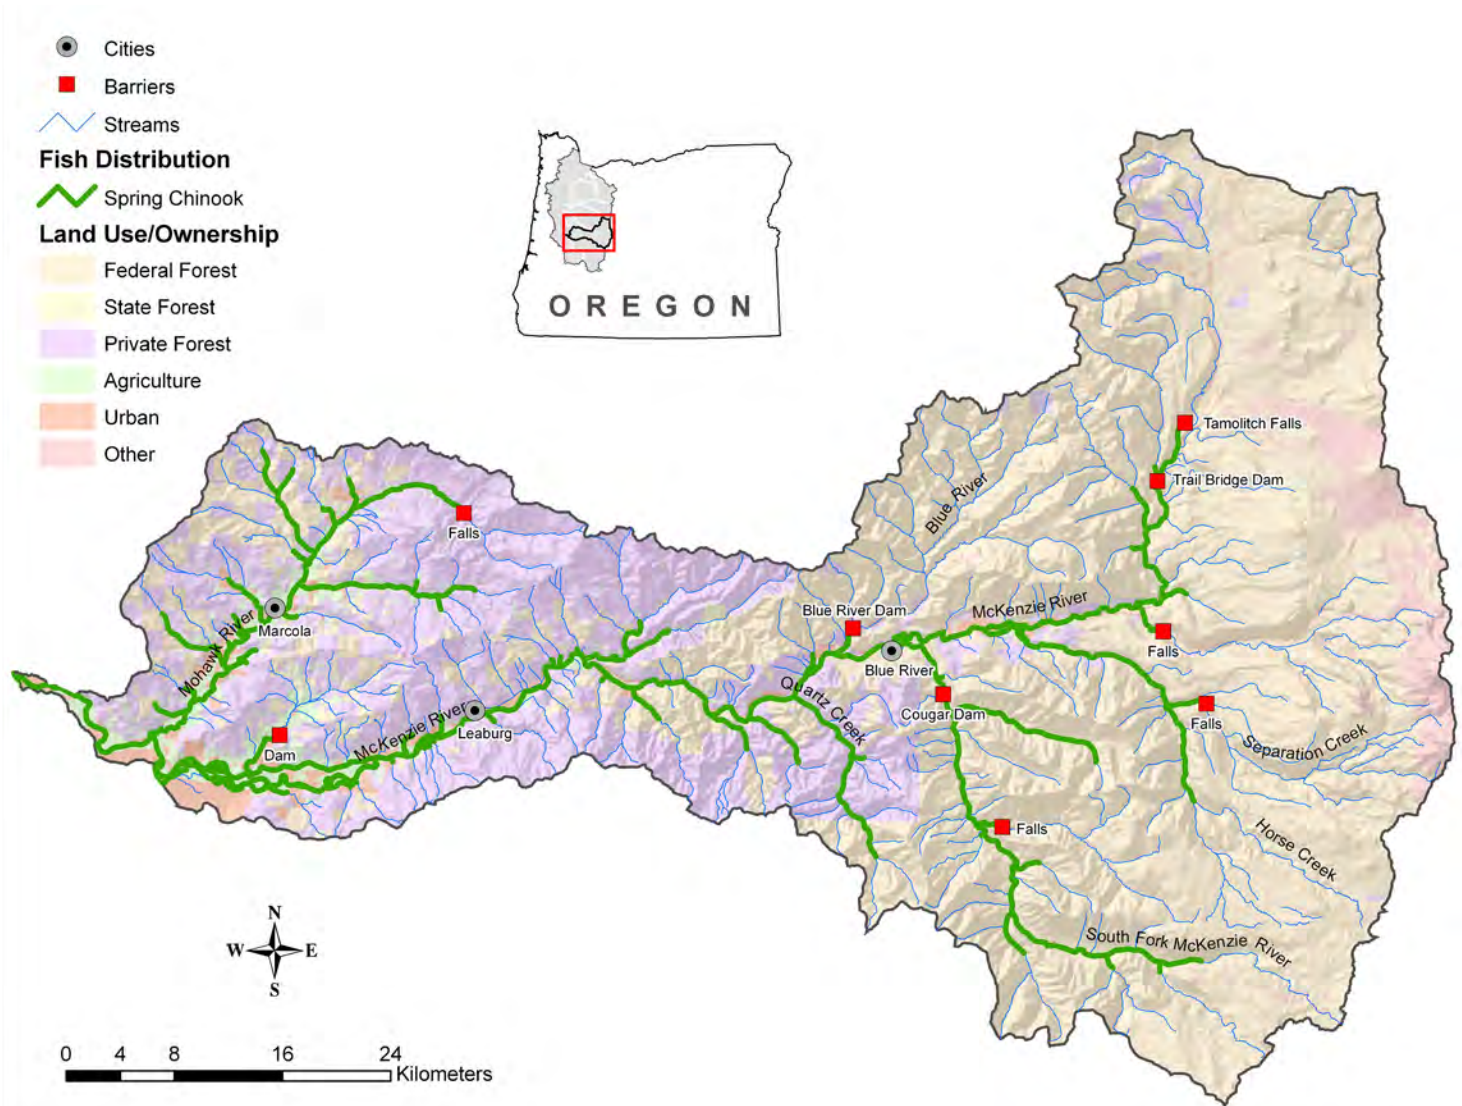 Cities
Barriers
Streams
Fish Distribution
Spring Chinook
Land Use/Ownership
Federal Forest
State Forest
Private Forest
Agriculture
Urban
Other
OREGON
Tamolitch Falls
Trail Bridge Dam
Blue River
Falls
McKenzie River
Blue River Dam
Marcola
Mohawk River
Falls
Blue River
Quartz Creek
Cougar Dam
Falls
Separation Creek
McKenzie River
Leaburg
Dam
Falls
Horse Creek
South Fork McKenzie River
N
W E
S
0 4 8 16 24
Kilometers